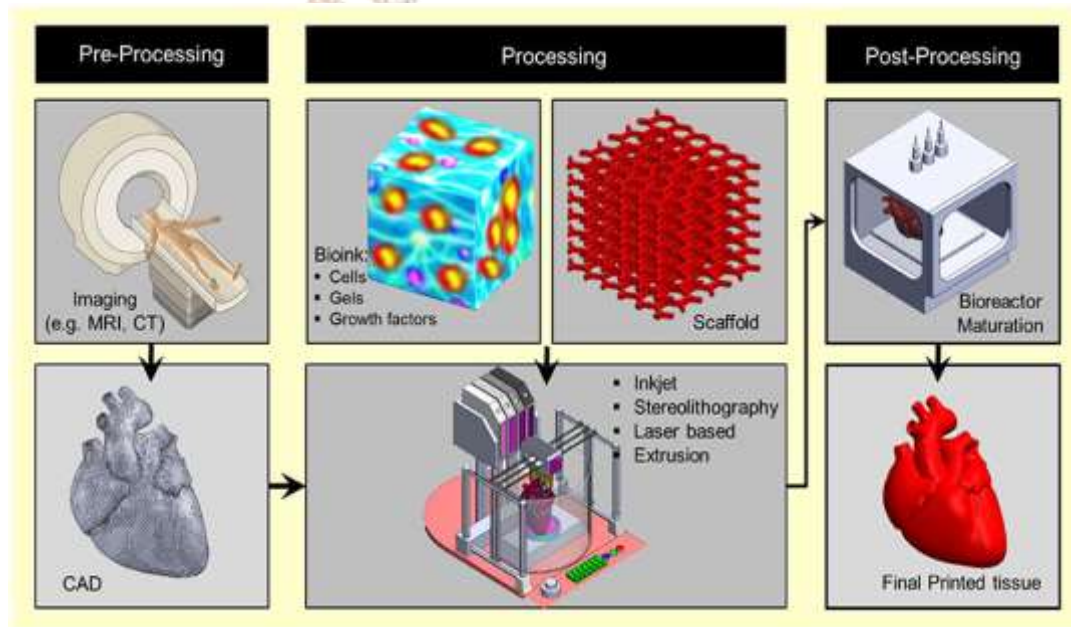 Pre-Processing
Processing
Post-Processing
Imaging
(e.g. MRI, CT)
Bioink:
▪ Cells
▪ Gels
▪ Growth factors
Scaffold
Bioreactor
Maturation
CAD
▪ Inkjet
▪ Stereolithography
▪ Laser based
▪ Extrusion
Final Printed tissue